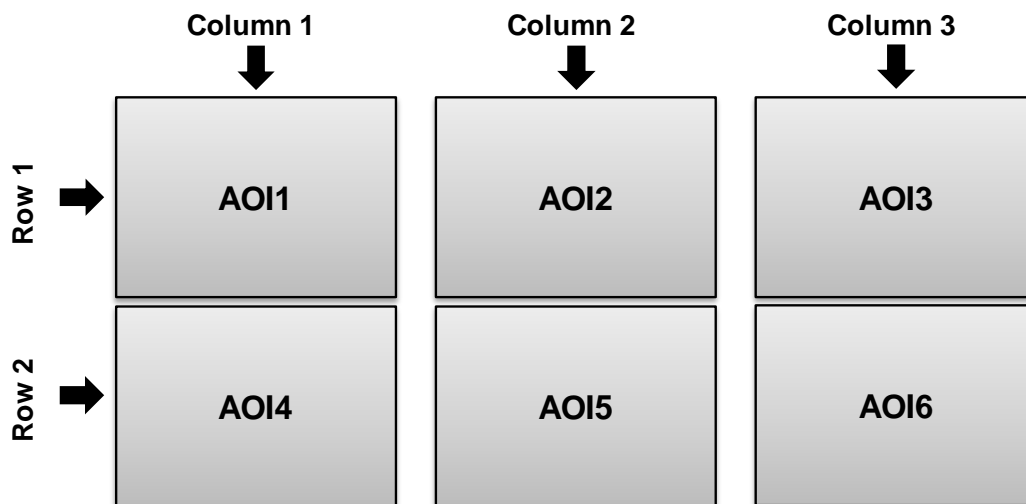 Column 1 Column 2 Column 3
Row 1
AOI1 AOI2 AOI3
Row 2
AOI4 AOI5 AOI6